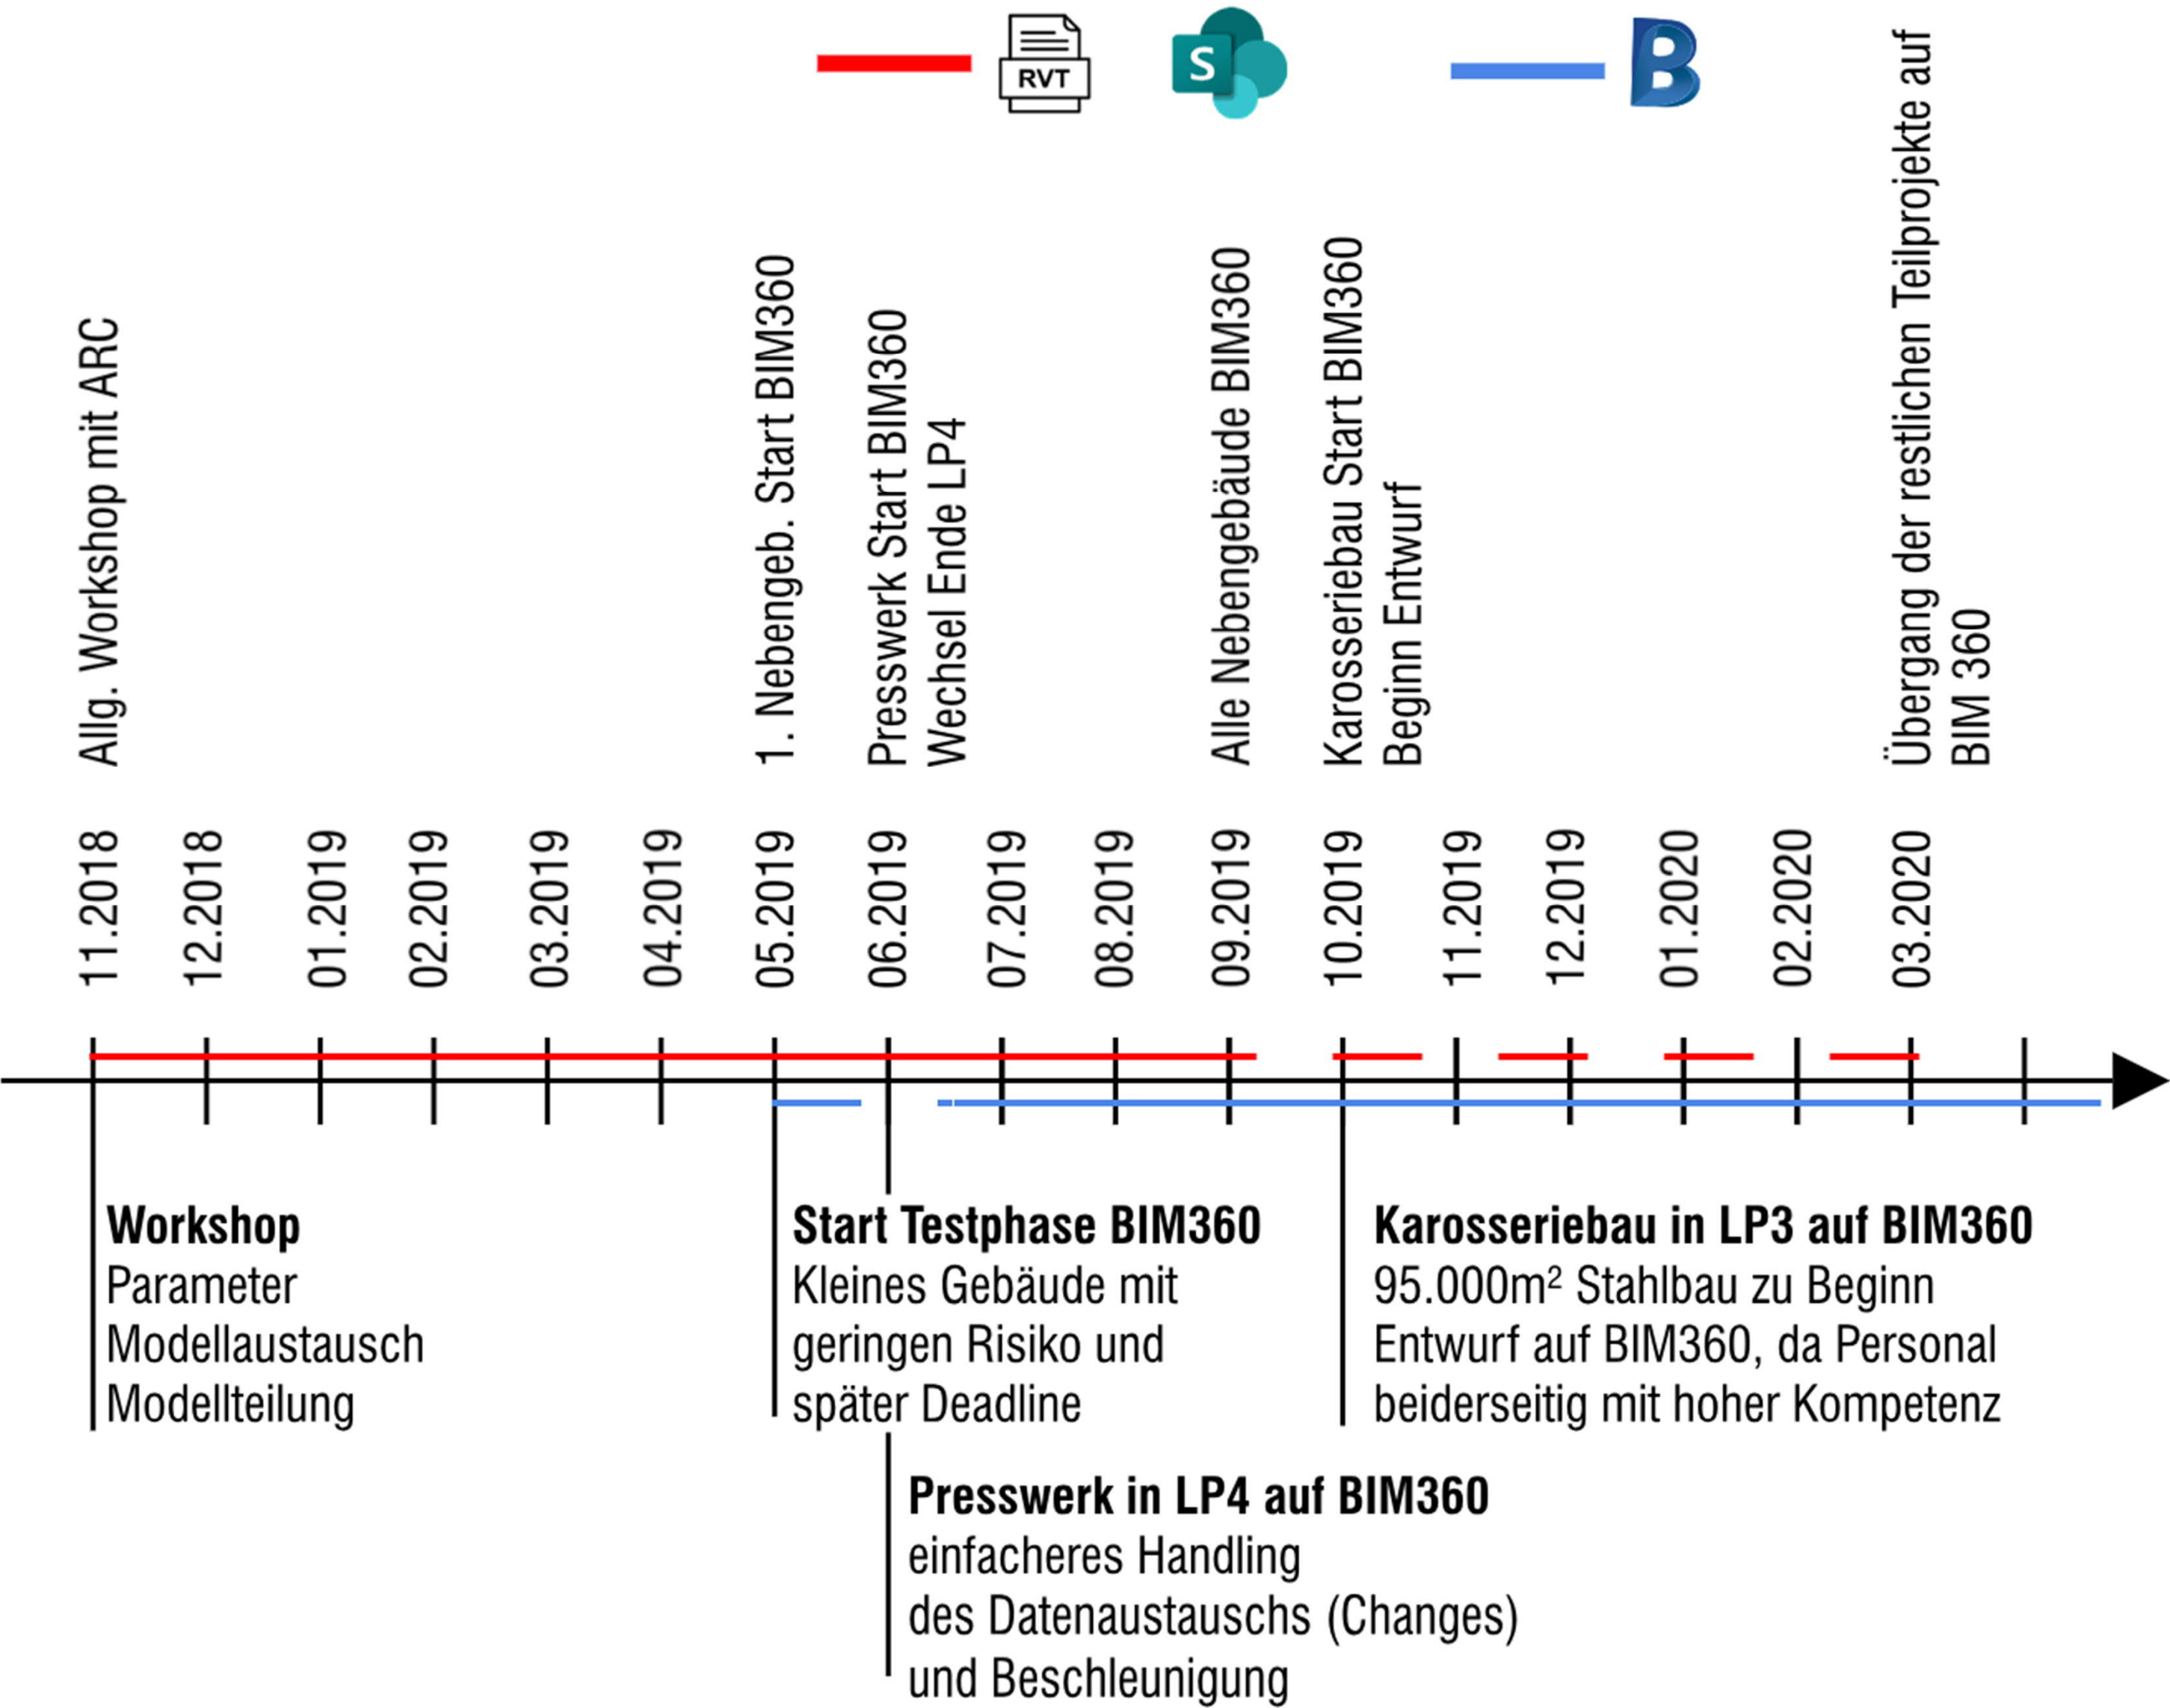 RVT
S
B
Allg. Workshop mit ARC
1. Nebengeb. Start BIM360
Presswerk Start BIM360
Wechsel Ende LP4
Alle Nebengebäude BIM360
Karosseriebau Start BIM360
Beginn Entwurf
Übergang der restlichen Teilprojekte auf
BIM 360
11.2018
12.2018
01.2019
02.2019
03.2019
04.2019
05.2019
06.2019
07.2019
08.2019
09.2019
10.2019
11.2019
12.2019
01.2020
02.2020
03.2020
Workshop
Parameter
Modellaustausch
Modellteilung
Start Testphase BIM360
Kleines Gebäude mit
geringen Risiko und
später Deadline
Presswerk in LP4 auf BIM360
einfacheres Handling
des Datenaustauschs (Changes)
und Beschleunigung
Karosseriebau in LP3 auf BIM360
95.000m² Stahlbau zu Beginn
Entwurf auf BIM360, da Personal
beiderseitig mit hoher Kompetenz